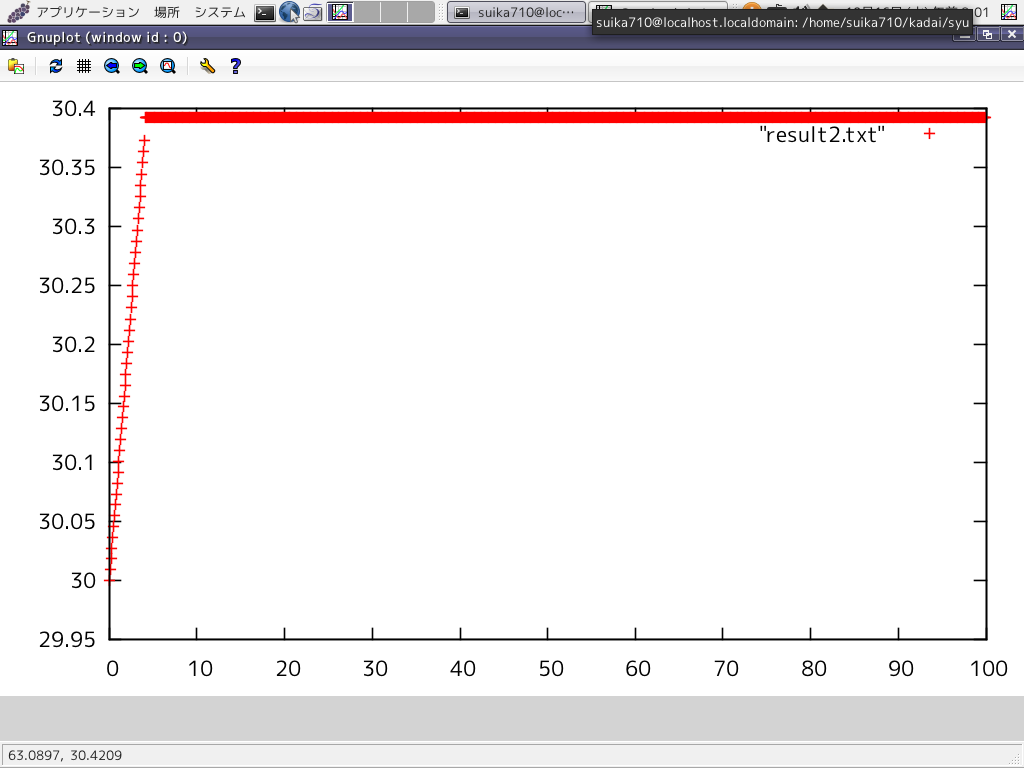 アプリケーション 場所 システム suika710@loc…
suika710@localhost.localdomain: /home/suika710/kadai/syu
Gnuplot (window id : 0)
30.4
"result2.txt"
30.35
30.3
30.25
30.2
30.15
30.1
30.05
30
29.95
0 10 20 30 40 50 60 70 80 90 100
63.0897, 30.4209